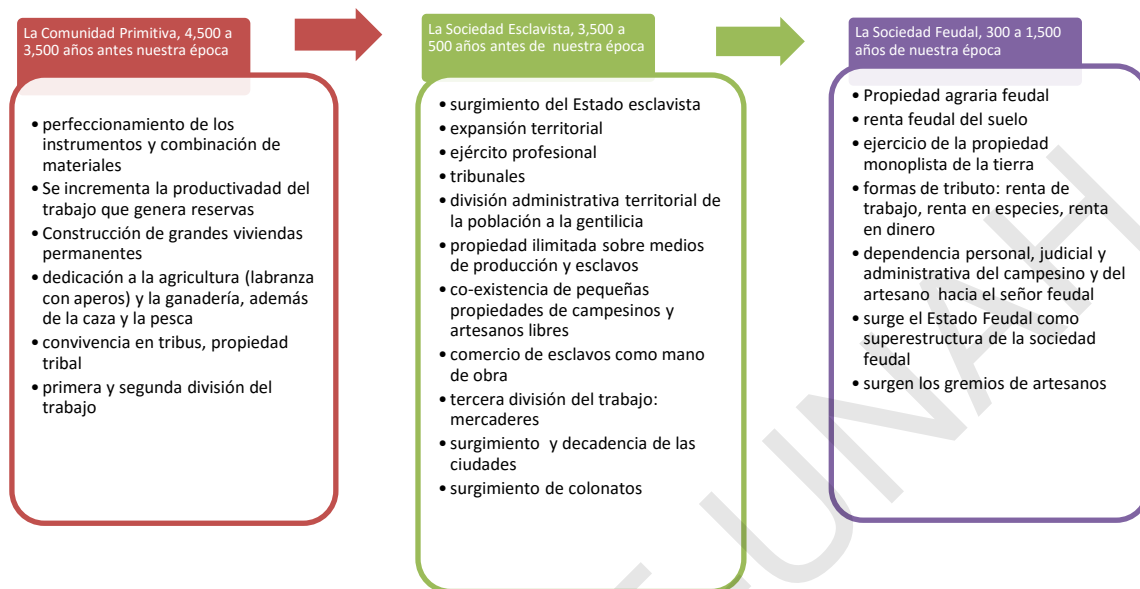 La Comunidad Primitiva, 4,500 a
3,500 años antes nuestra época
• perfeccionamiento de los
instrumentos y combinación de
materiales
• Se incrementa la productivadad del
trabajo que genera reservas
• Construcción de grandes viviendas
permanentes
• dedicación a la agricultura (labranza
con aperos) y la ganadería, además
de la caza y la pesca
• convivencia en tribus, propiedad
tribal
• primera y segunda división del
trabajo
La Sociedad Esclavista, 3,500 a
500 años antes de nuestra época
• surgimiento del Estado esclavista
• expansión territorial
• ejército profesional
• tribunales
• división administrativa territorial de
la población a la gentilicia
• propiedad ilimitada sobre medios
de producción y esclavos
• co-existencia de pequeñas
propiedades de campesinos y
artesanos libres
• comercio de esclavos como mano
de obra
• tercera división del trabajo:
mercaderes
• surgimiento y decadencia de las
ciudades
• surgimiento de colonatos
La Sociedad Feudal, 300 a 1,500
años de nuestra época
• Propiedad agraria feudal
• renta feudal del suelo
• ejercicio de la propiedad
monoplista de la tierra
• formas de tributo: renta de
trabajo, renta en especies, renta
en dinero
• dependencia personal, judicial y
administrativa del campesino y del
artesano hacia el señor feudal
• surge el Estado Feudal como
superestructura de la sociedad
feudal
• surgen los gremios de artesanos
UNAH